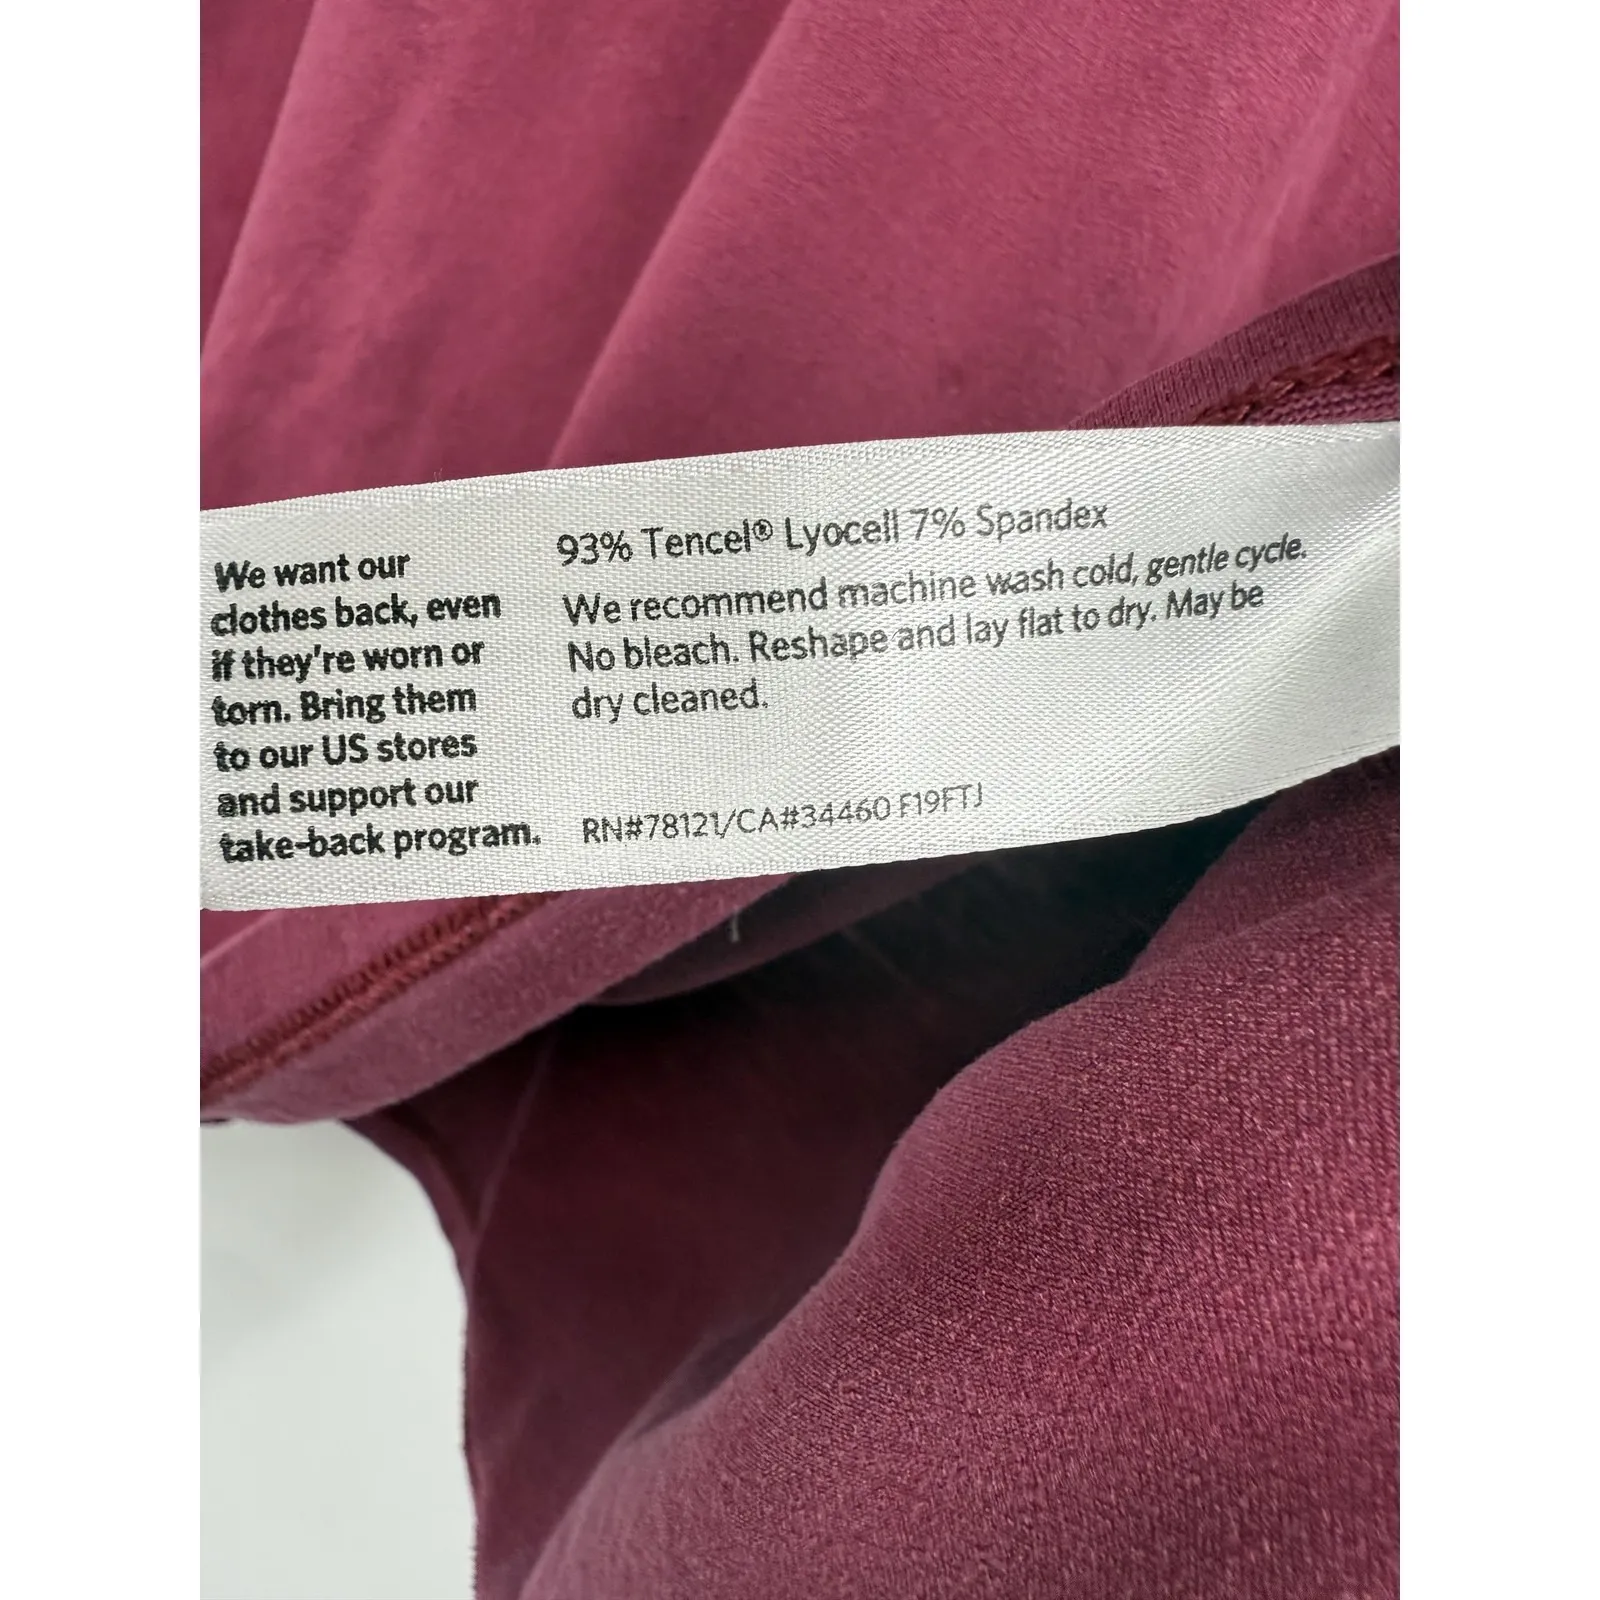 We want our
clothes back, even
if they're worn or
torn. Bring them
to our US stores
and support our
take-back program.
93% Tencel® Lyocell 7% Spandex
We recommend machine wash cold, gentle cycle.
No bleach. Reshape and lay flat to dry. May be
dry cleaned.
RN#78121/CA#34460 F19FTJ